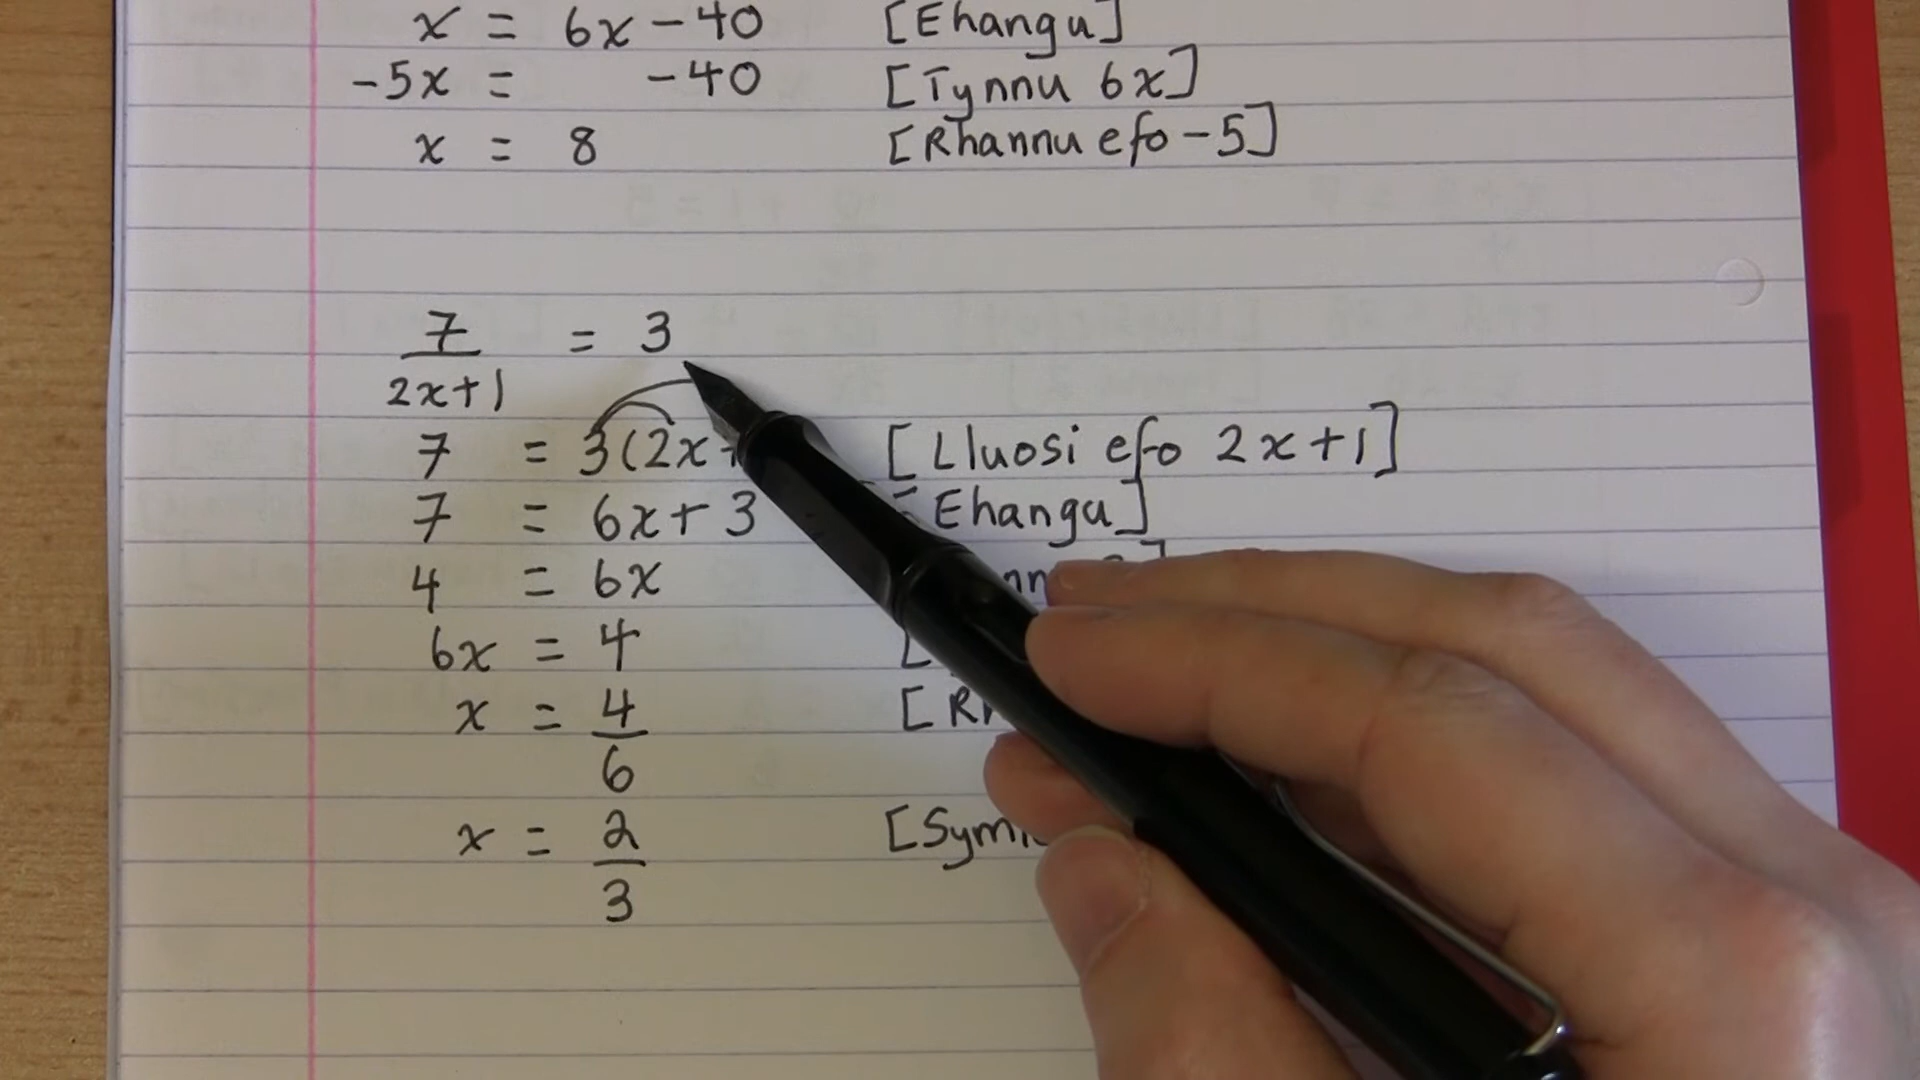 x = 6x - 40 [Ehangu]
-5x = -40 [Tynnu 6x]
x = 8 [Rhannu efo -5]
7/2x+1 = 3
7 = 3(2x+ [Lluosi efo 2x+1]
7 = 6x+3 [Ehangu]
4 = 6x
6x = 4 [
x = 4/6 [
x = 2/3 [